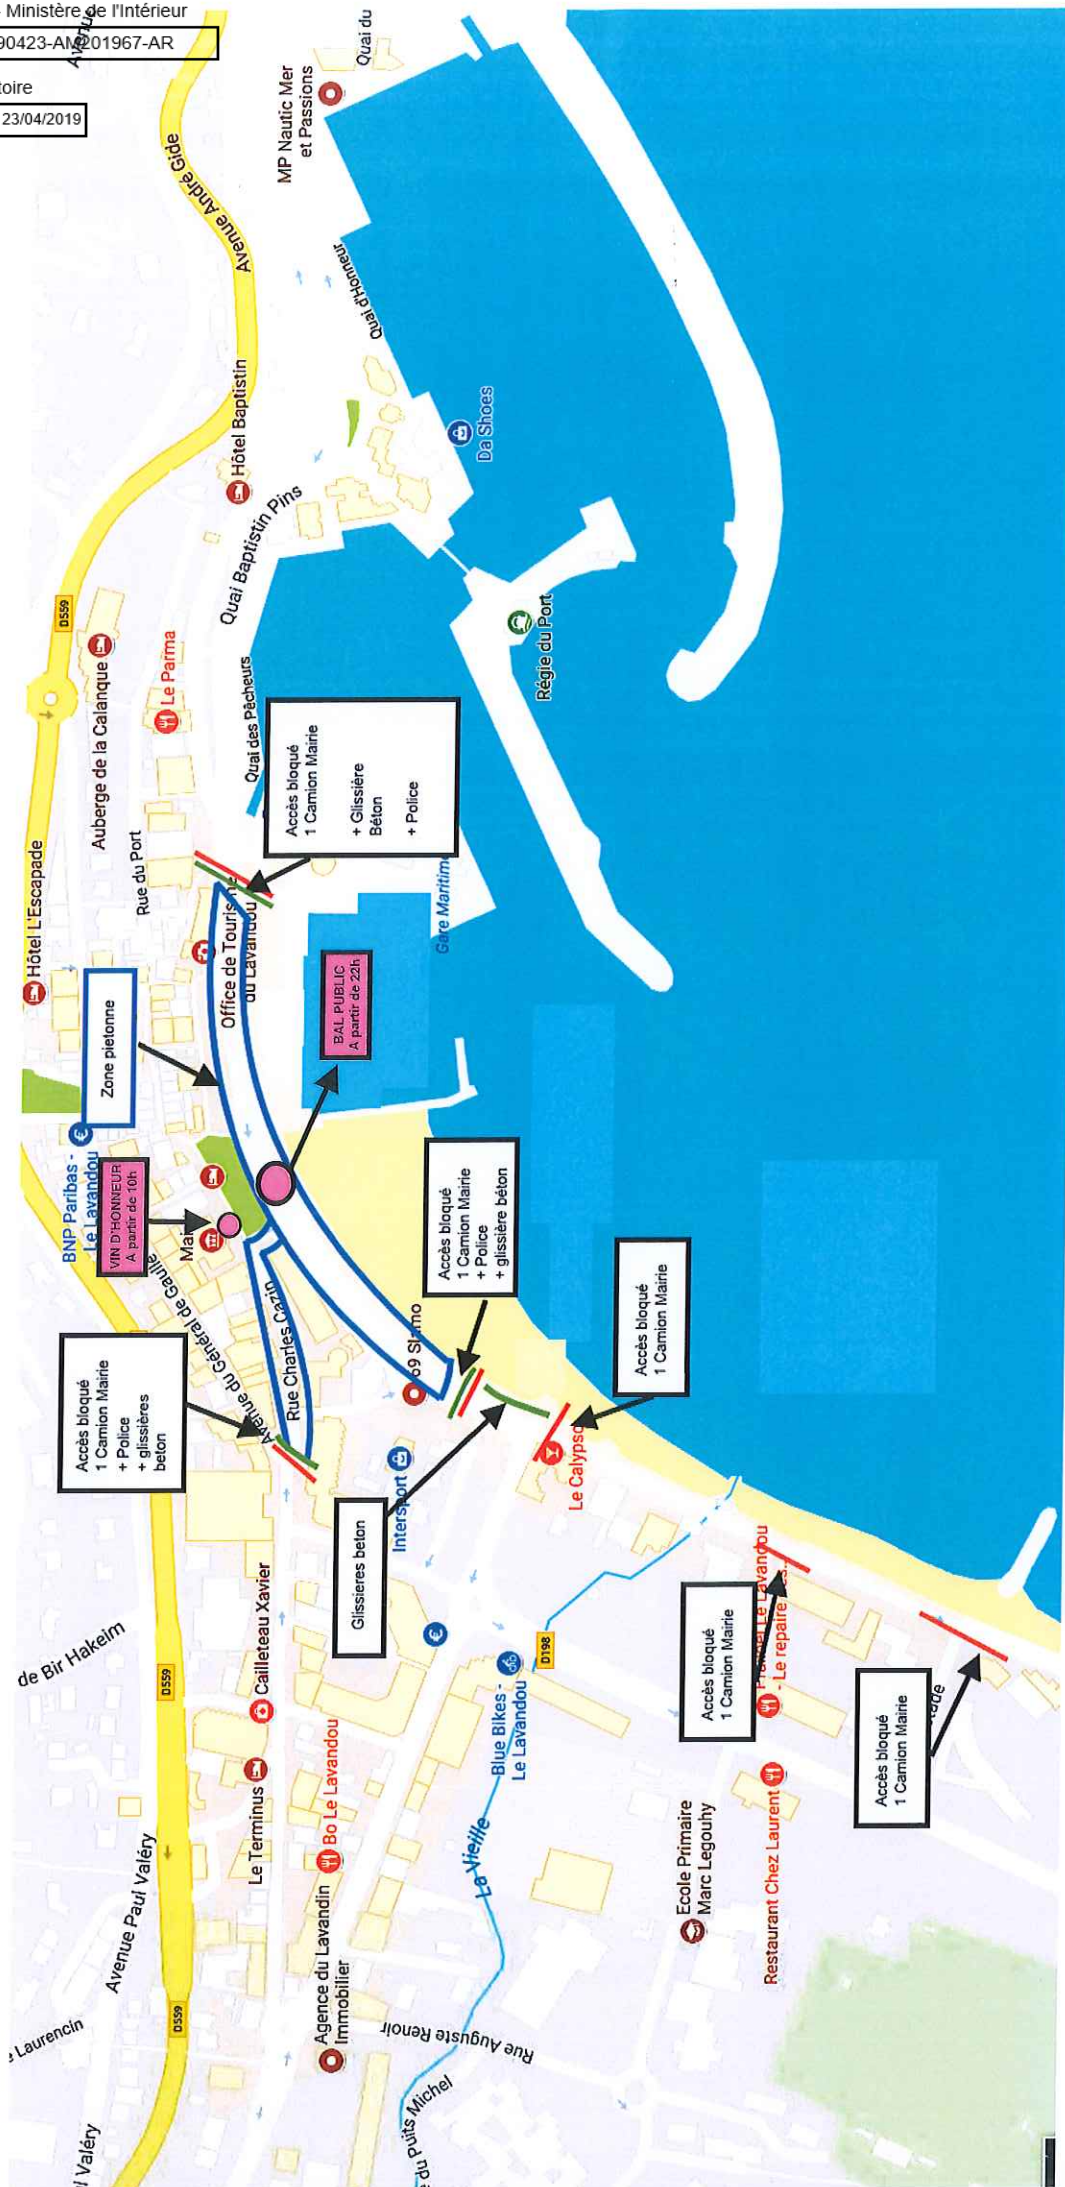 Ministère de l'Intérieur
90423-AM201967-AR
toire
23/04/2019
Avenue
Avenue André Gide
Quai du
MP Nautic Mer
et Passions
Quai d'Honneur
Hôtel Baptistin
Da Shoes
Quai Baptistin Pins
D559
Auberge de la Calanque
Le Parma
Régie du Port
Quai des Pêcheurs
Accès bloqué
1 Camion Mairie
+ Glissière
Béton
+ Police
Hôtel L'Escapade
Rue du Port
Office de Tourisme
du Lavandou
Gare Maritime
Zone pietonne
BAL PUBLIC
A partir de 22h
BNP Paribas -
Le Lavandou
VIN D'HONNEUR
A partir de 10h
Mai
Avenue du Général de Gaulle
Rue Charles Cazin
Accès bloqué
1 Camion Mairie
+ Police
+ glissière béton
Accès bloqué
1 Camion Mairie
+ Police
+ glissières
beton
Accès bloqué
1 Camion Mairie
Le Calypso
Intersport
Glissieres beton
de Bir Hakeim
D559
Cailleteau Xavier
Le Terminus
Bo Le Lavandou
Blue Bikes -
Le Lavandou
D198
La Vieille
Accès bloqué
1 Camion Mairie
Le Lavandou
- Le repaire
Accès bloqué
1 Camion Mairie
Ecole Primaire
Marc Legouhy
Restaurant Chez Laurent
Avenue Paul Valéry
D559
Agence du Lavandin
Immobilier
Laurencin
Rue Auguste Renoir
du Puits Michel
Valéry